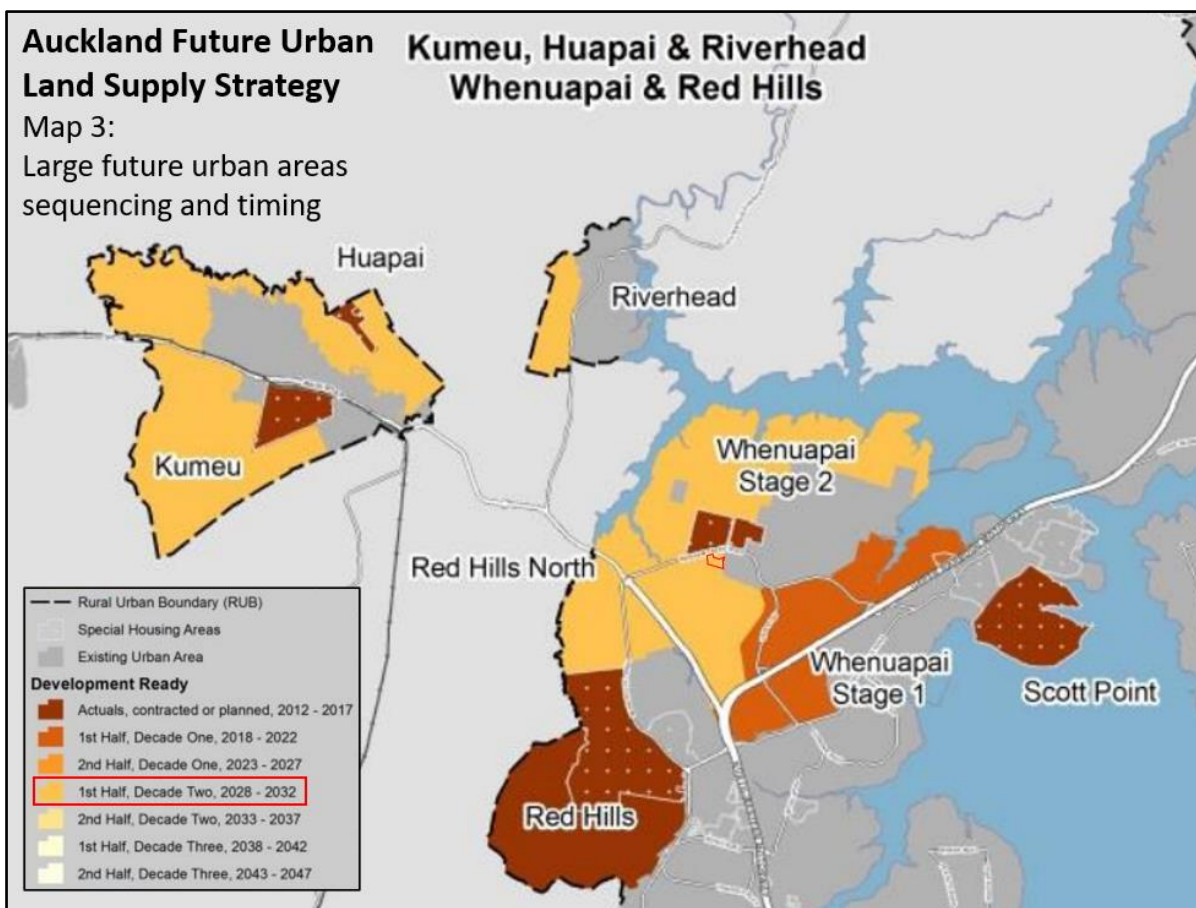 Auckland Future Urban
Land Supply Strategy
Map 3:
Large future urban areas
sequencing and timing
Kumeu, Huapai & Riverhead
Whenuapai & Red Hills
Huapai
Riverhead
Kumeu
Whenuapai
Stage 2
Red Hills North
Whenuapai
Stage 1
Scott Point
Red Hills
Rural Urban Boundary (RUB)
Special Housing Areas
Existing Urban Area
Development Ready
Actuals, contracted or planned, 2012 - 2017
1st Half, Decade One, 2018 - 2022
2nd Half, Decade One, 2023 - 2027
1st Half, Decade Two, 2028 - 2032
2nd Half, Decade Two, 2033 - 2037
1st Half, Decade Three, 2038 - 2042
2nd Half, Decade Three, 2043 - 2047